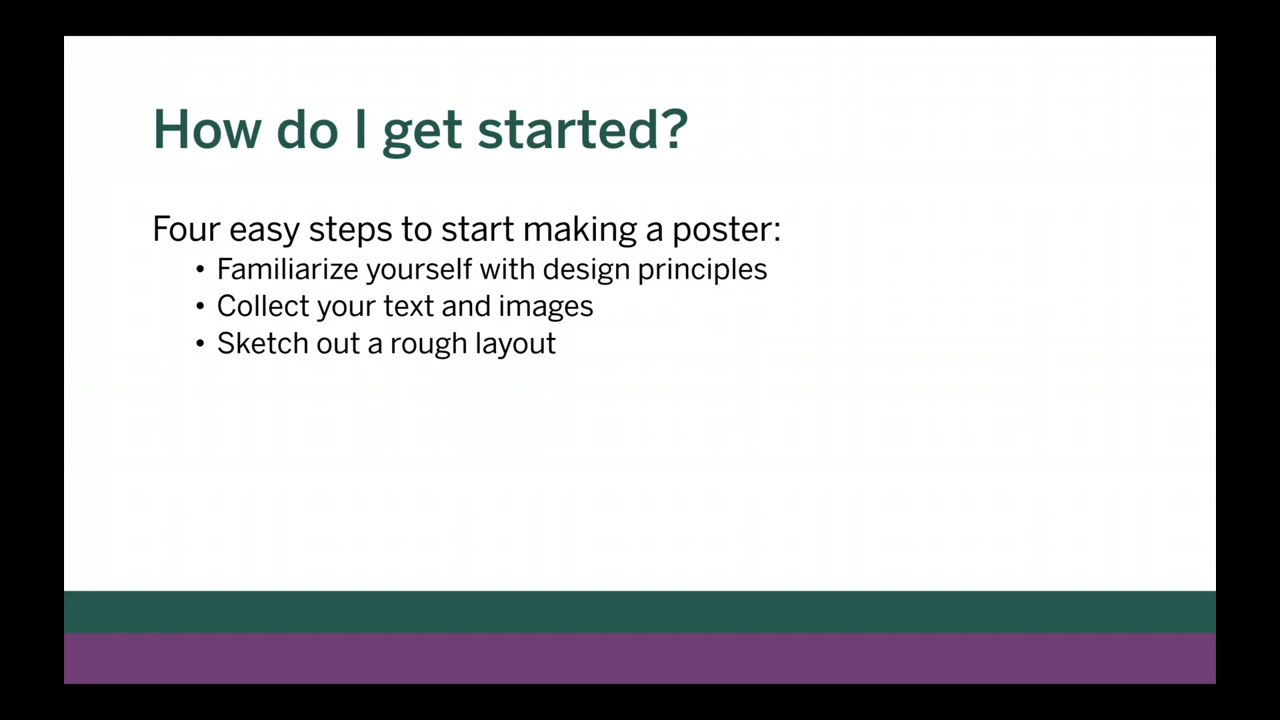 How do I get started?
Four easy steps to start making a poster:
• Familiarize yourself with design principles
• Collect your text and images
• Sketch out a rough layout